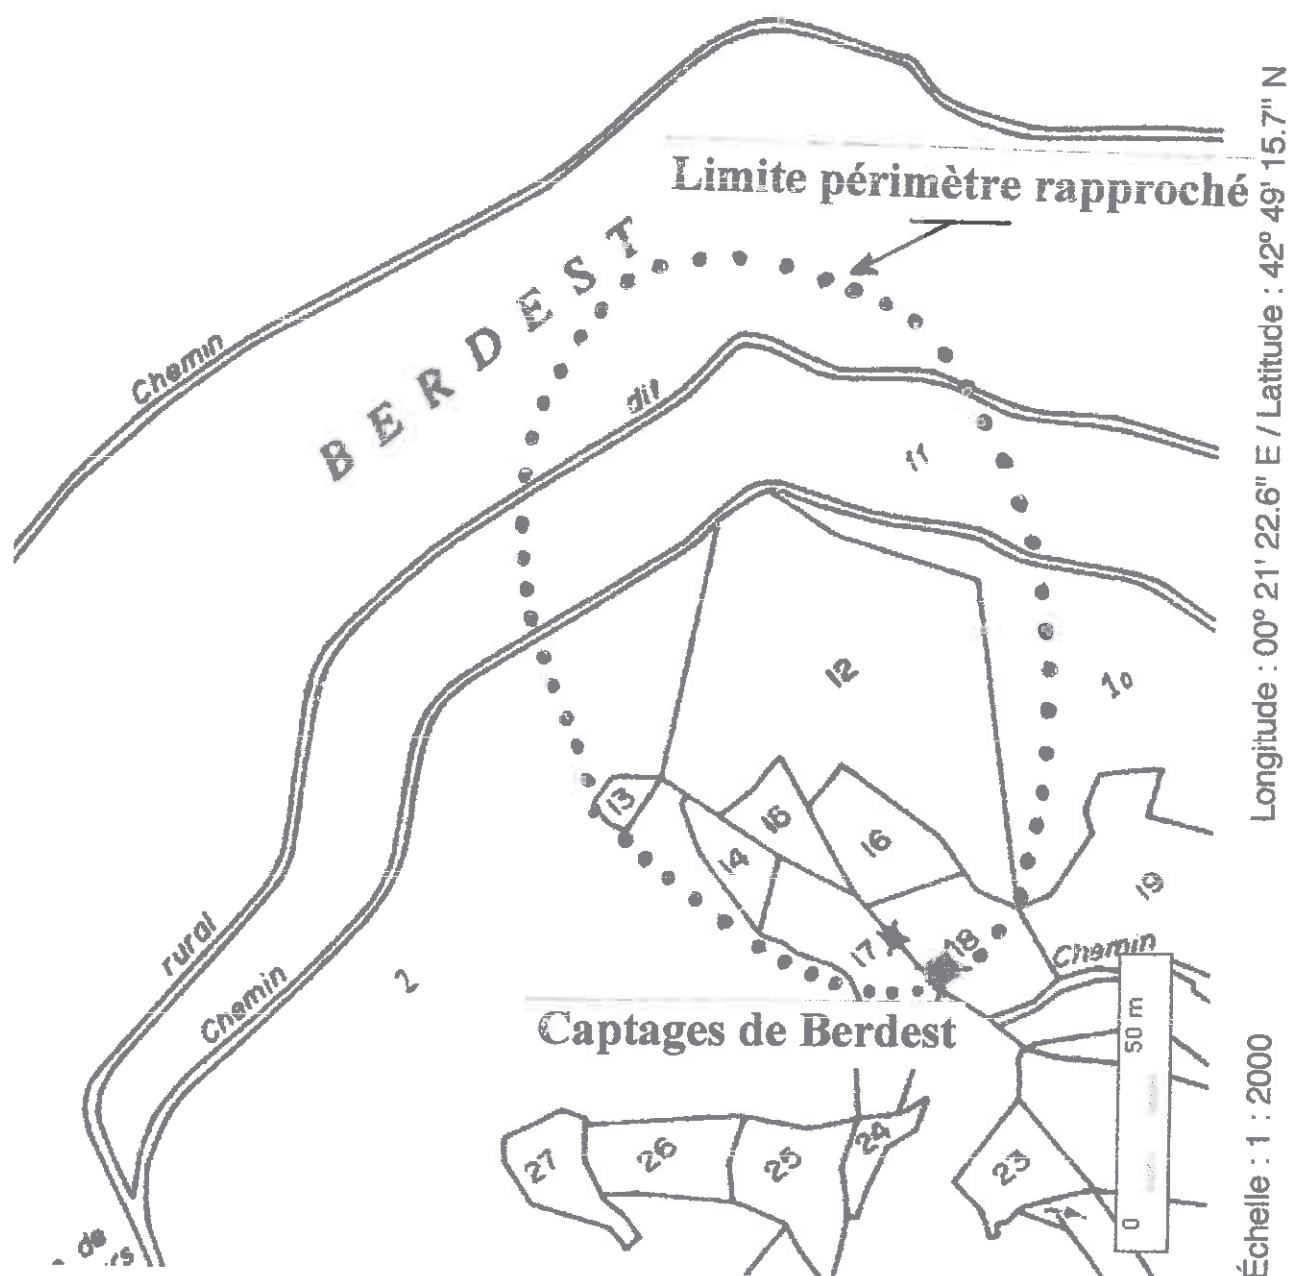 Limite périmètre rapproché
BERDEST
Chemin
dit
11
12
10
13
15
16
14
19
rural
Chemin
2
17
18
Chemin
Captages de Berdest
27
26
25
24
23
de
rs
0 50 m
Longitude : 00° 21' 22.6" E / Latitude : 42° 49' 15.7" N
Échelle : 1 : 2000